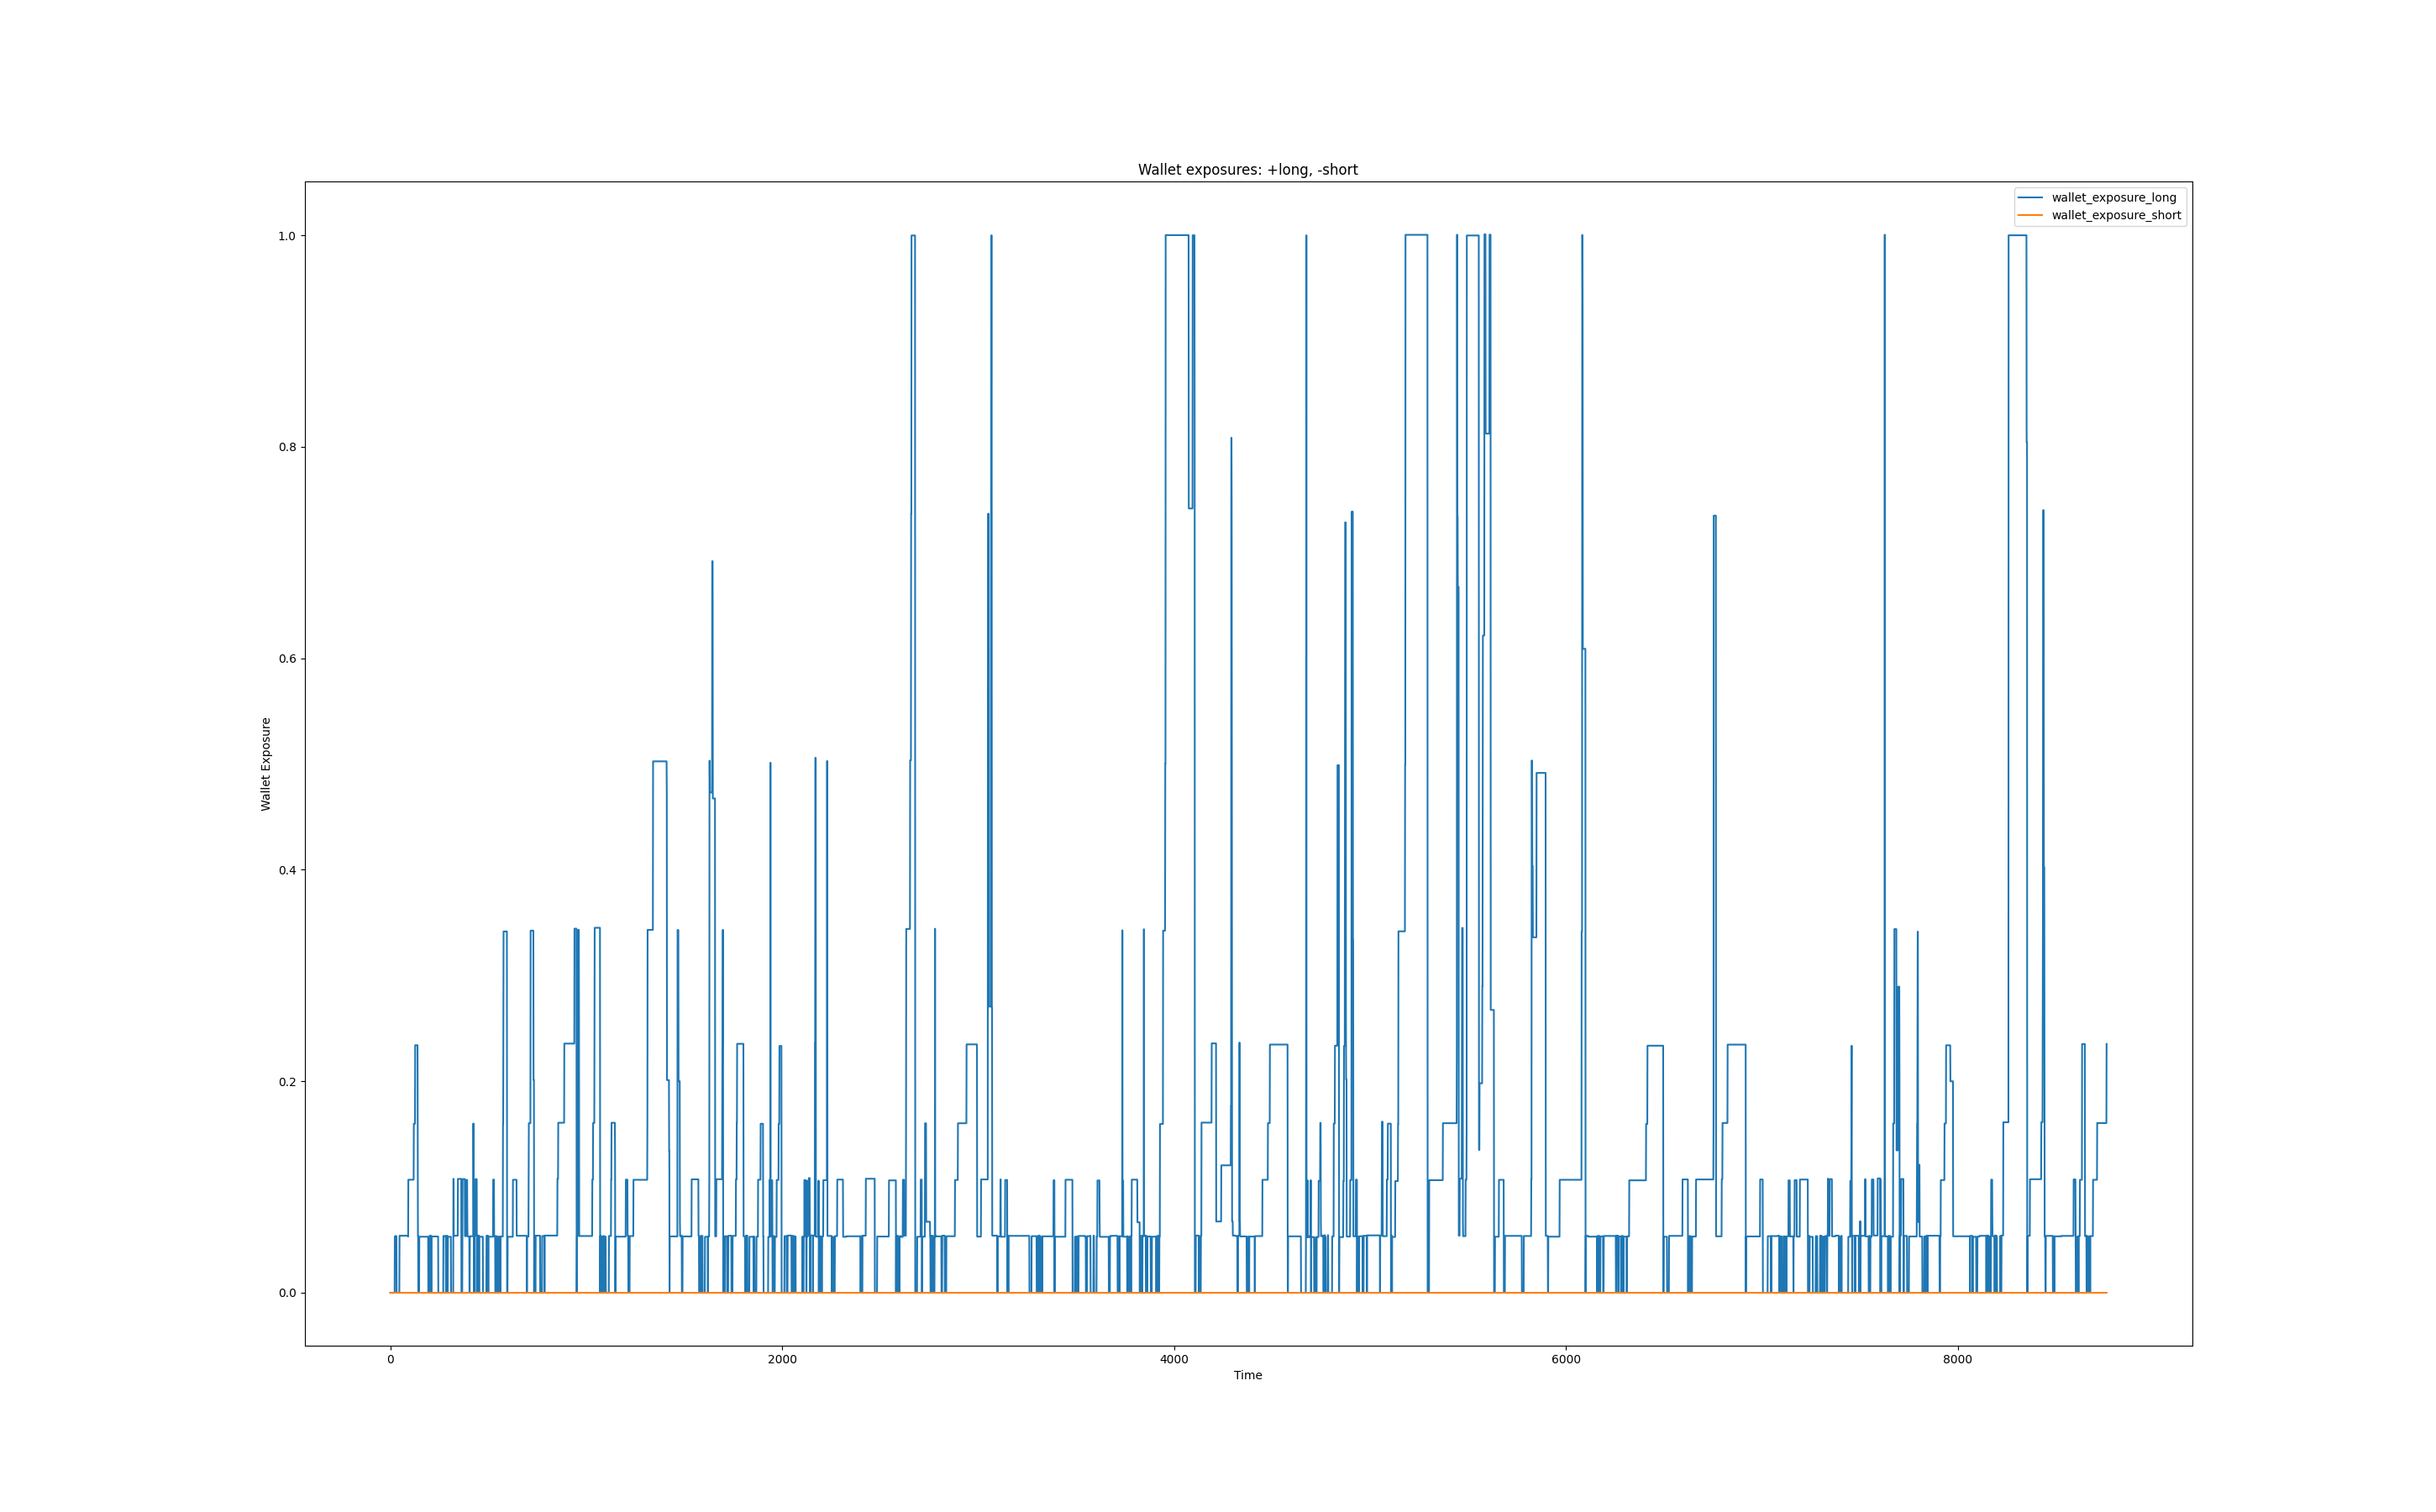 Wallet exposures: +long, -short
wallet_exposure_long
wallet_exposure_short
1.0
0.8
0.6
0.4
0.2
0.0
Wallet Exposure
0 2000 4000 6000 8000
Time